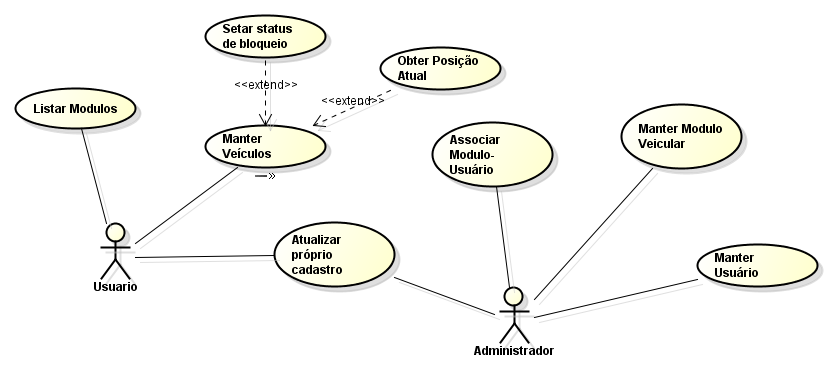 Setar status
de bloqueio
Obter Posição
Atual
<<extend>>
<<extend>>
Listar Modulos
Manter
Veículos
Associar
Modulo-
Usuário
Manter Modulo
Veicular
Atualizar
próprio
cadastro
Manter
Usuário
Usuario
Administrador